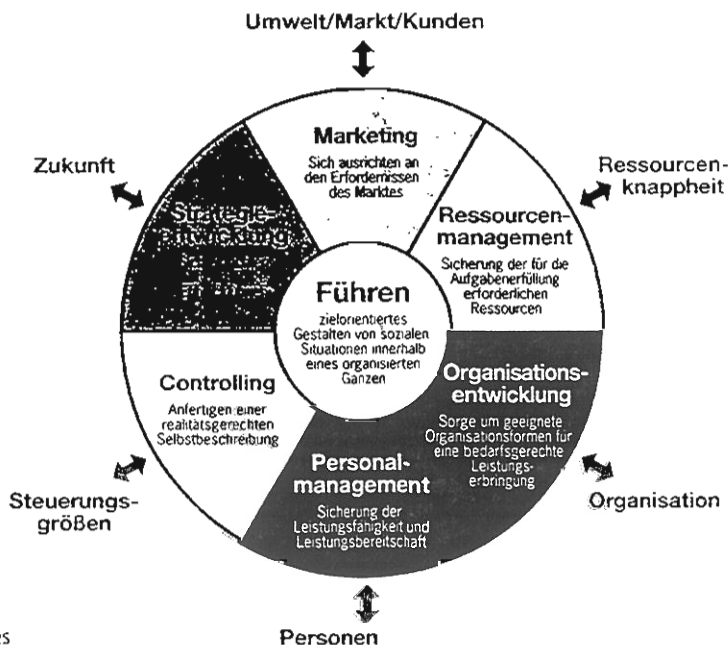 Umwelt/Markt/Kunden
Marketing
Sich ausrichten an
den Erfordernissen
des Marktes
Zukunft
Strategie-
entwicklung
Ressourcen-
knappheit
Ressourcen-
management
Sicherung der für die
Aufgabenerfüllung
erforderlichen
Ressourcen
Führen
zielorientiertes
Gestalten von sozialen
Situationen innerhalb
eines organisierten
Ganzen
Controlling
Anfertigen einer
realitätsgerechten
Selbstbeschreibung
Organisations-
entwicklung
Sorge um geeignete
Organisationsformen für
eine bedarfsgerechte
Leistungs-
erbringung
Personal-
management
Sicherung der
Leistungsfähigkeit und
Leistungsbereitschaft
Steuerungs-
größen
Organisation
Personen
es